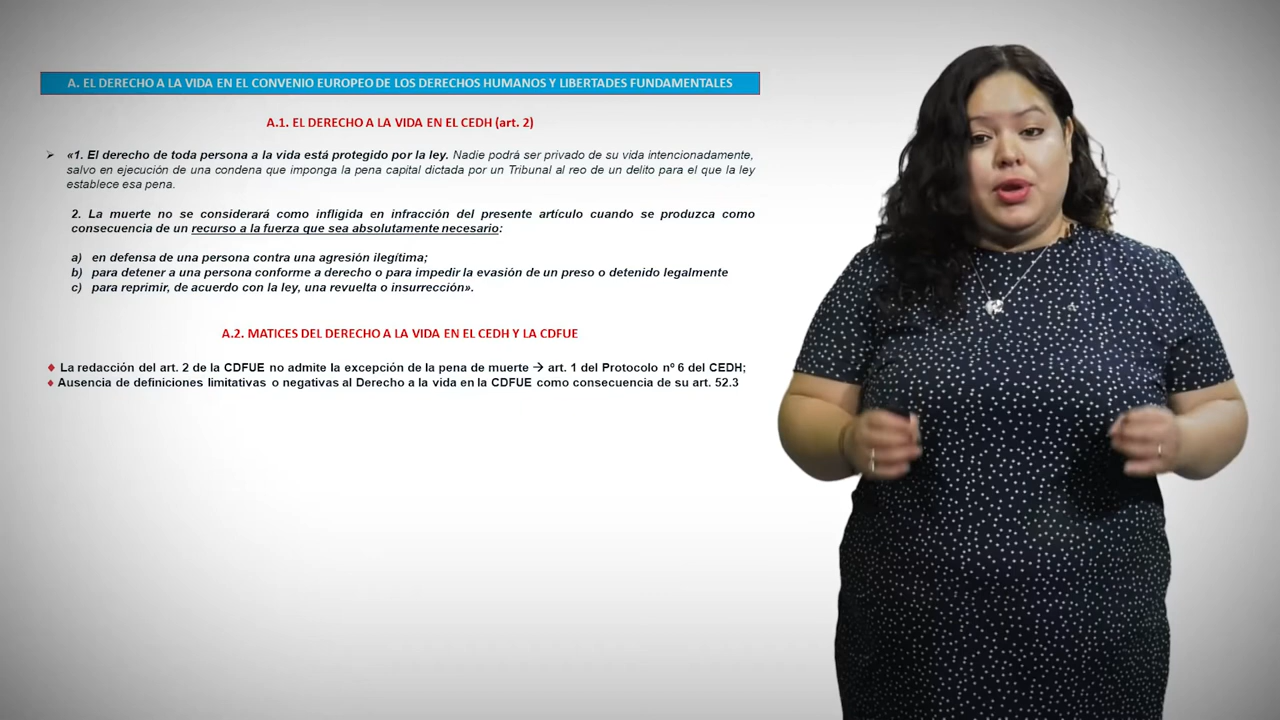 A. EL DERECHO A LA VIDA EN EL CONVENIO EUROPEO DE LOS DERECHOS HUMANOS Y LIBERTADES FUNDAMENTALES
A.1. EL DERECHO A LA VIDA EN EL CEDH (art. 2)
➢ «1. El derecho de toda persona a la vida está protegido por la ley. Nadie podrá ser privado de su vida intencionadamente,
salvo en ejecución de una condena que imponga la pena capital dictada por un Tribunal al reo de un delito para el que la ley
establece esa pena.
2. La muerte no se considerará como infligida en infracción del presente artículo cuando se produzca como
consecuencia de un recurso a la fuerza que sea absolutamente necesario:
a) en defensa de una persona contra una agresión ilegítima;
b) para detener a una persona conforme a derecho o para impedir la evasión de un preso o detenido legalmente
c) para reprimir, de acuerdo con la ley, una revuelta o insurrección».
A.2. MATICES DEL DERECHO A LA VIDA EN EL CEDH Y LA CDFUE
♦ La redacción del art. 2 de la CDFUE no admite la excepción de la pena de muerte → art. 1 del Protocolo nº 6 del CEDH;
♦ Ausencia de definiciones limitativas o negativas al Derecho a la vida en la CDFUE como consecuencia de su art. 52.3